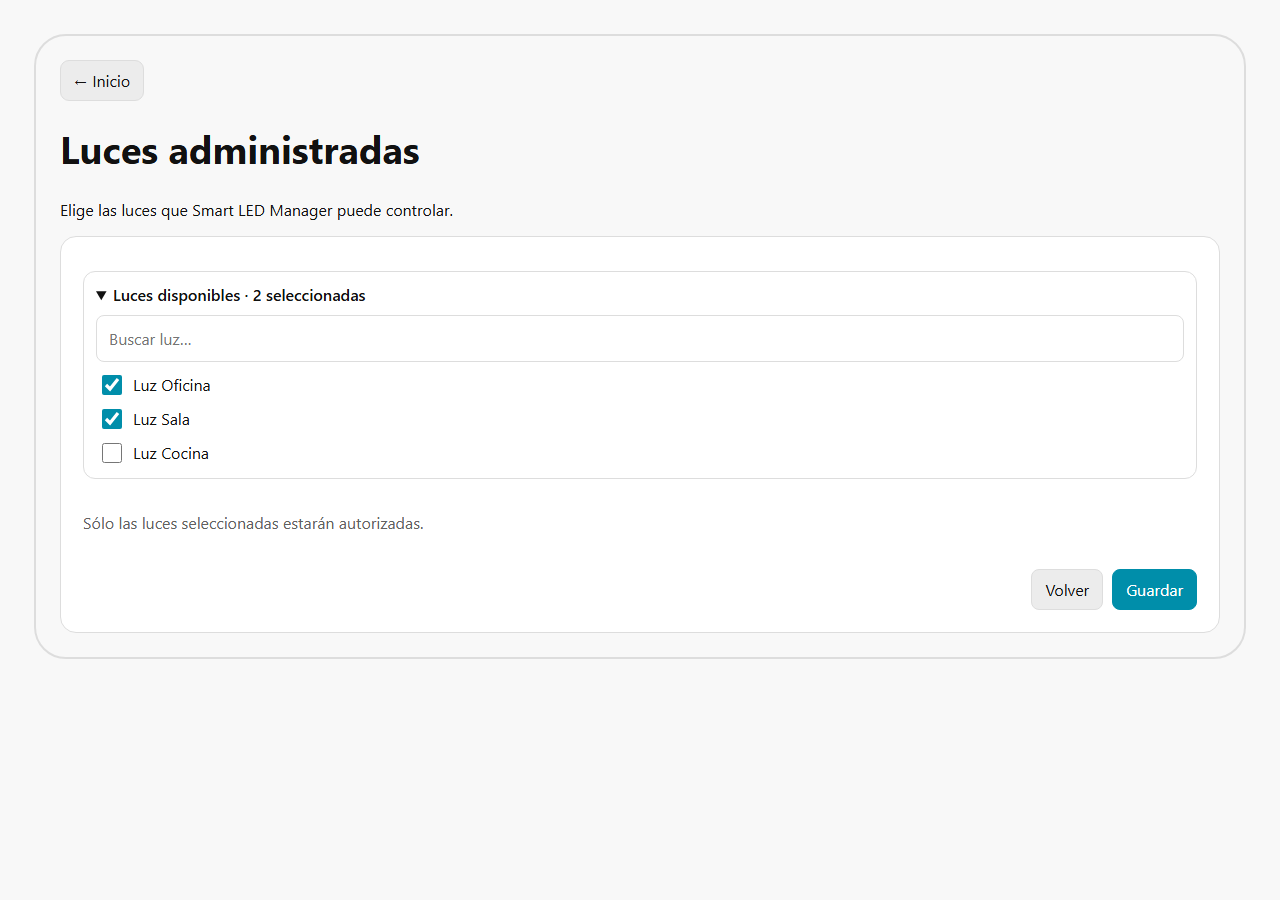 ← Inicio
Luces administradas
Elige las luces que Smart LED Manager puede controlar.
▼ Luces disponibles · 2 seleccionadas
Buscar luz...
Luz Oficina
Luz Sala
Luz Cocina
Sólo las luces seleccionadas estarán autorizadas.
Volver Guardar